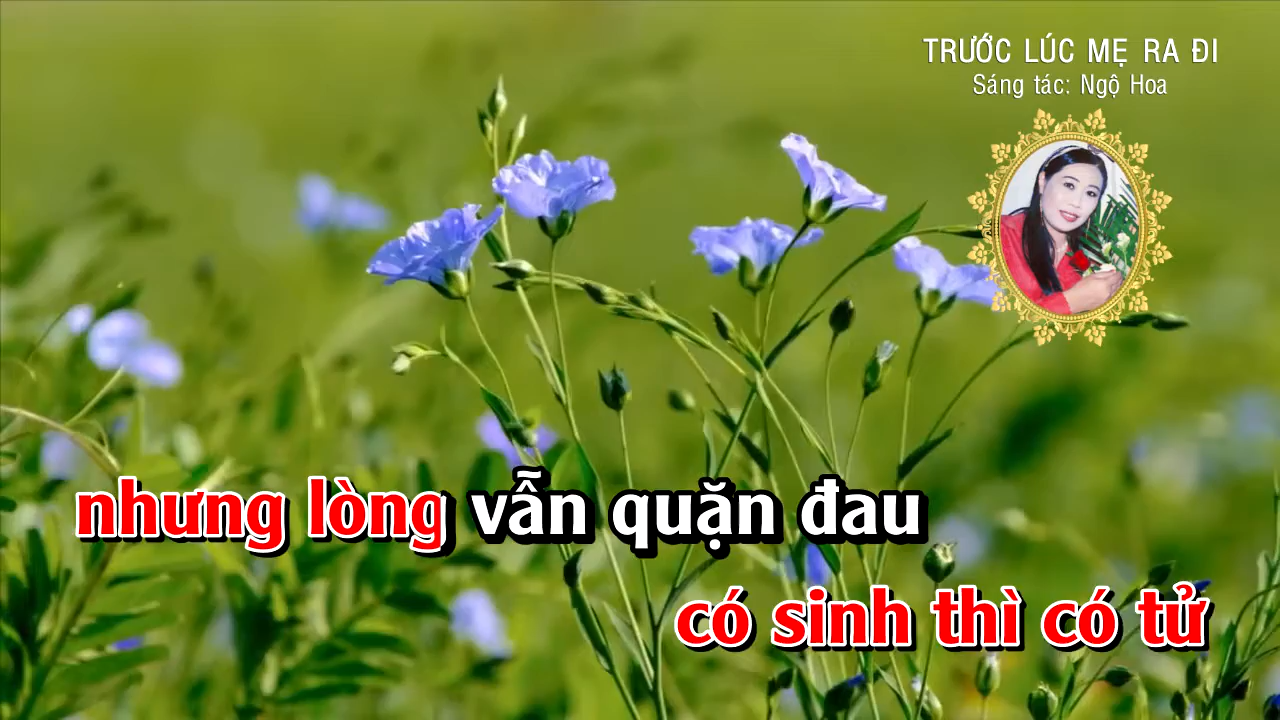 TRƯỚC LÚC MẸ RA ĐI
Sáng tác: Ngộ Hoa
nhưng lòng vẫn quặn đau
có sinh thì có tử